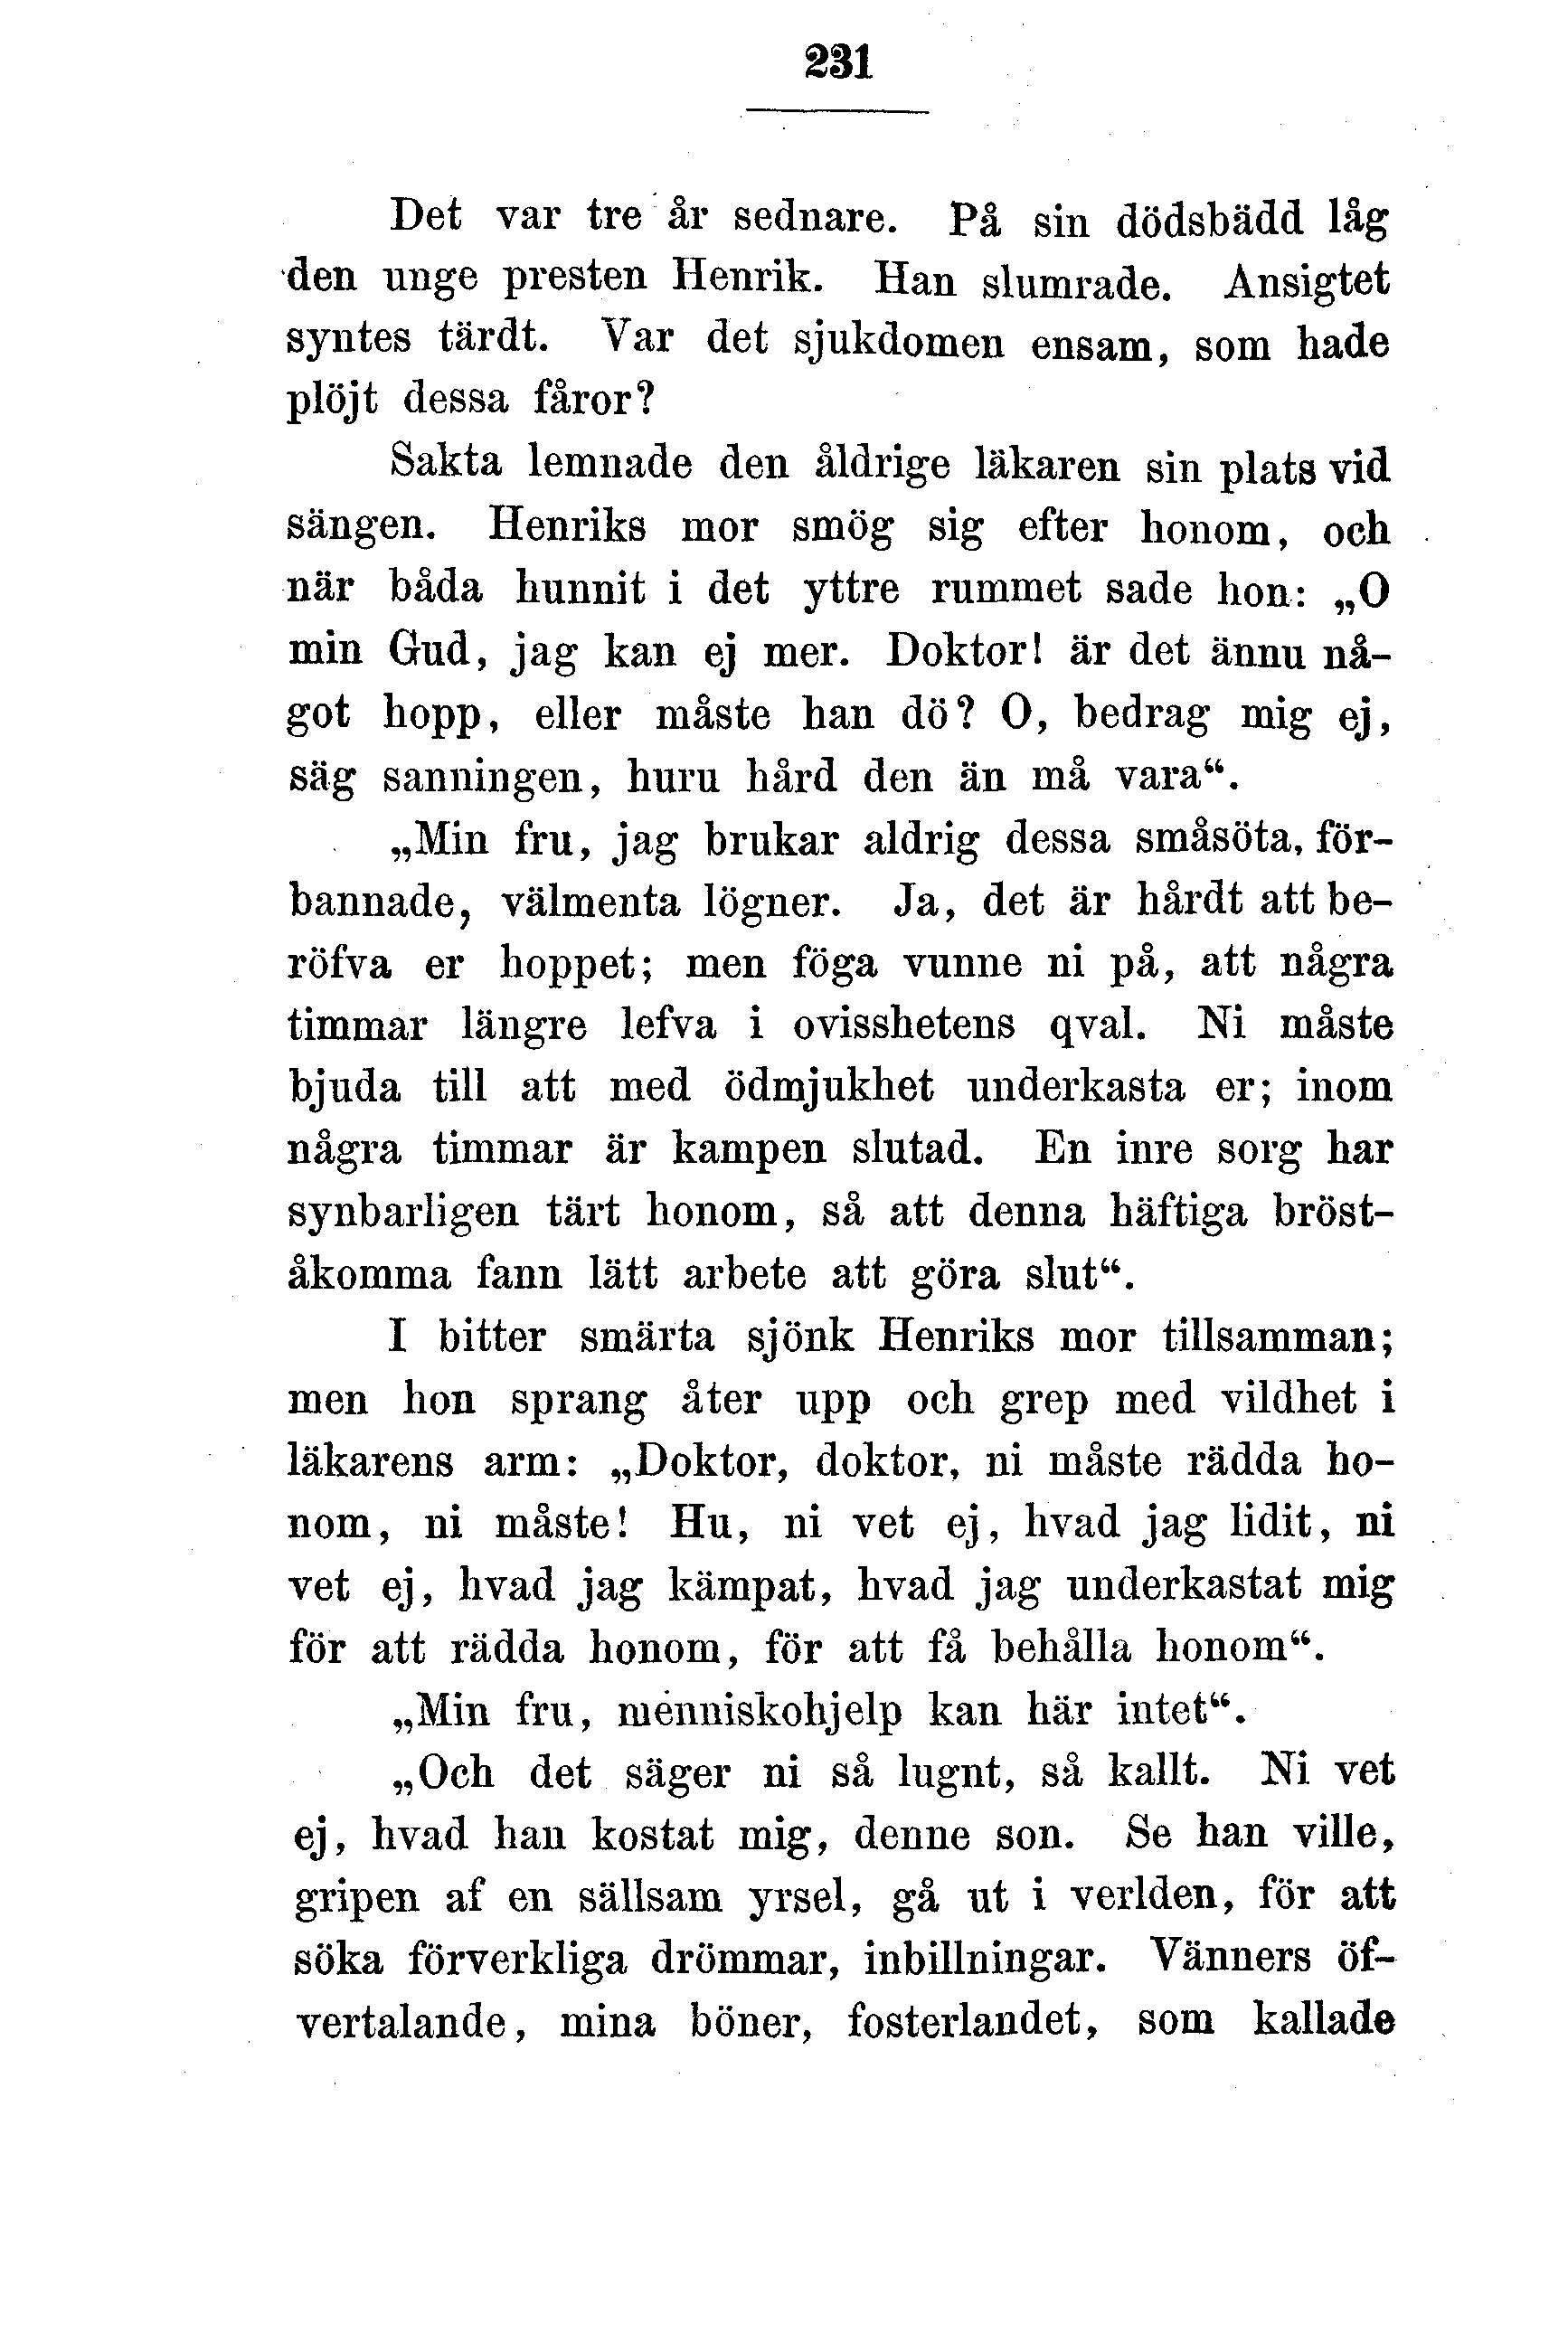 231
Det var tre år sednare. På sin dödsbädd låg
den unge presten Henrik. Han slumrade. Ansigtet
syntes tärdt. Var det sjukdomen ensam, som hade
plöjt dessa fåror?
Sakta lemnade den åldrige läkaren sin plats vid
sängen. Henriks mor smög sig efter honom, och
när båda hunnit i det yttre rummet sade hon: „O
min Gud, jag kan ej mer. Doktor! är det ännu nå-
got hopp, eller måste han dö? O, bedrag mig ej,
säg sanningen, huru hård den än må vara“.
„Min fru, jag brukar aldrig dessa småsöta, för-
bannade, välmenta lögner. Ja, det är hårdt att be-
röfva er hoppet; men föga vunne ni på, att några
timmar längre lefva i ovisshetens qval. Ni måste
bjuda till att med ödmjukhet underkasta er; inom
några timmar är kampen slutad. En inre sorg har
synbarligen tärt honom, så att denna häftiga bröst-
åkomma fann lätt arbete att göra slut“.
I bitter smärta sjönk Henriks mor tillsamman;
men hon sprang åter upp och grep med vildhet i
läkarens arm: „Doktor, doktor, ni måste rädda ho-
nom, ni måste! Hu, ni vet ej, hvad jag lidit, ni
vet ej, hvad jag kämpat, hvad jag underkastat mig
för att rädda honom, för att få behålla honom“.
„Min fru, menniskohjelp kan här intet“.
„Och det säger ni så lugnt, så kallt. Ni vet
ej, hvad han kostat mig, denne son. Se han ville,
gripen af en sällsam yrsel, gå ut i verlden, för att
söka förverkliga drömmar, inbillningar. Vänners öf-
vertalande, mina böner, fosterlandet, som kallade